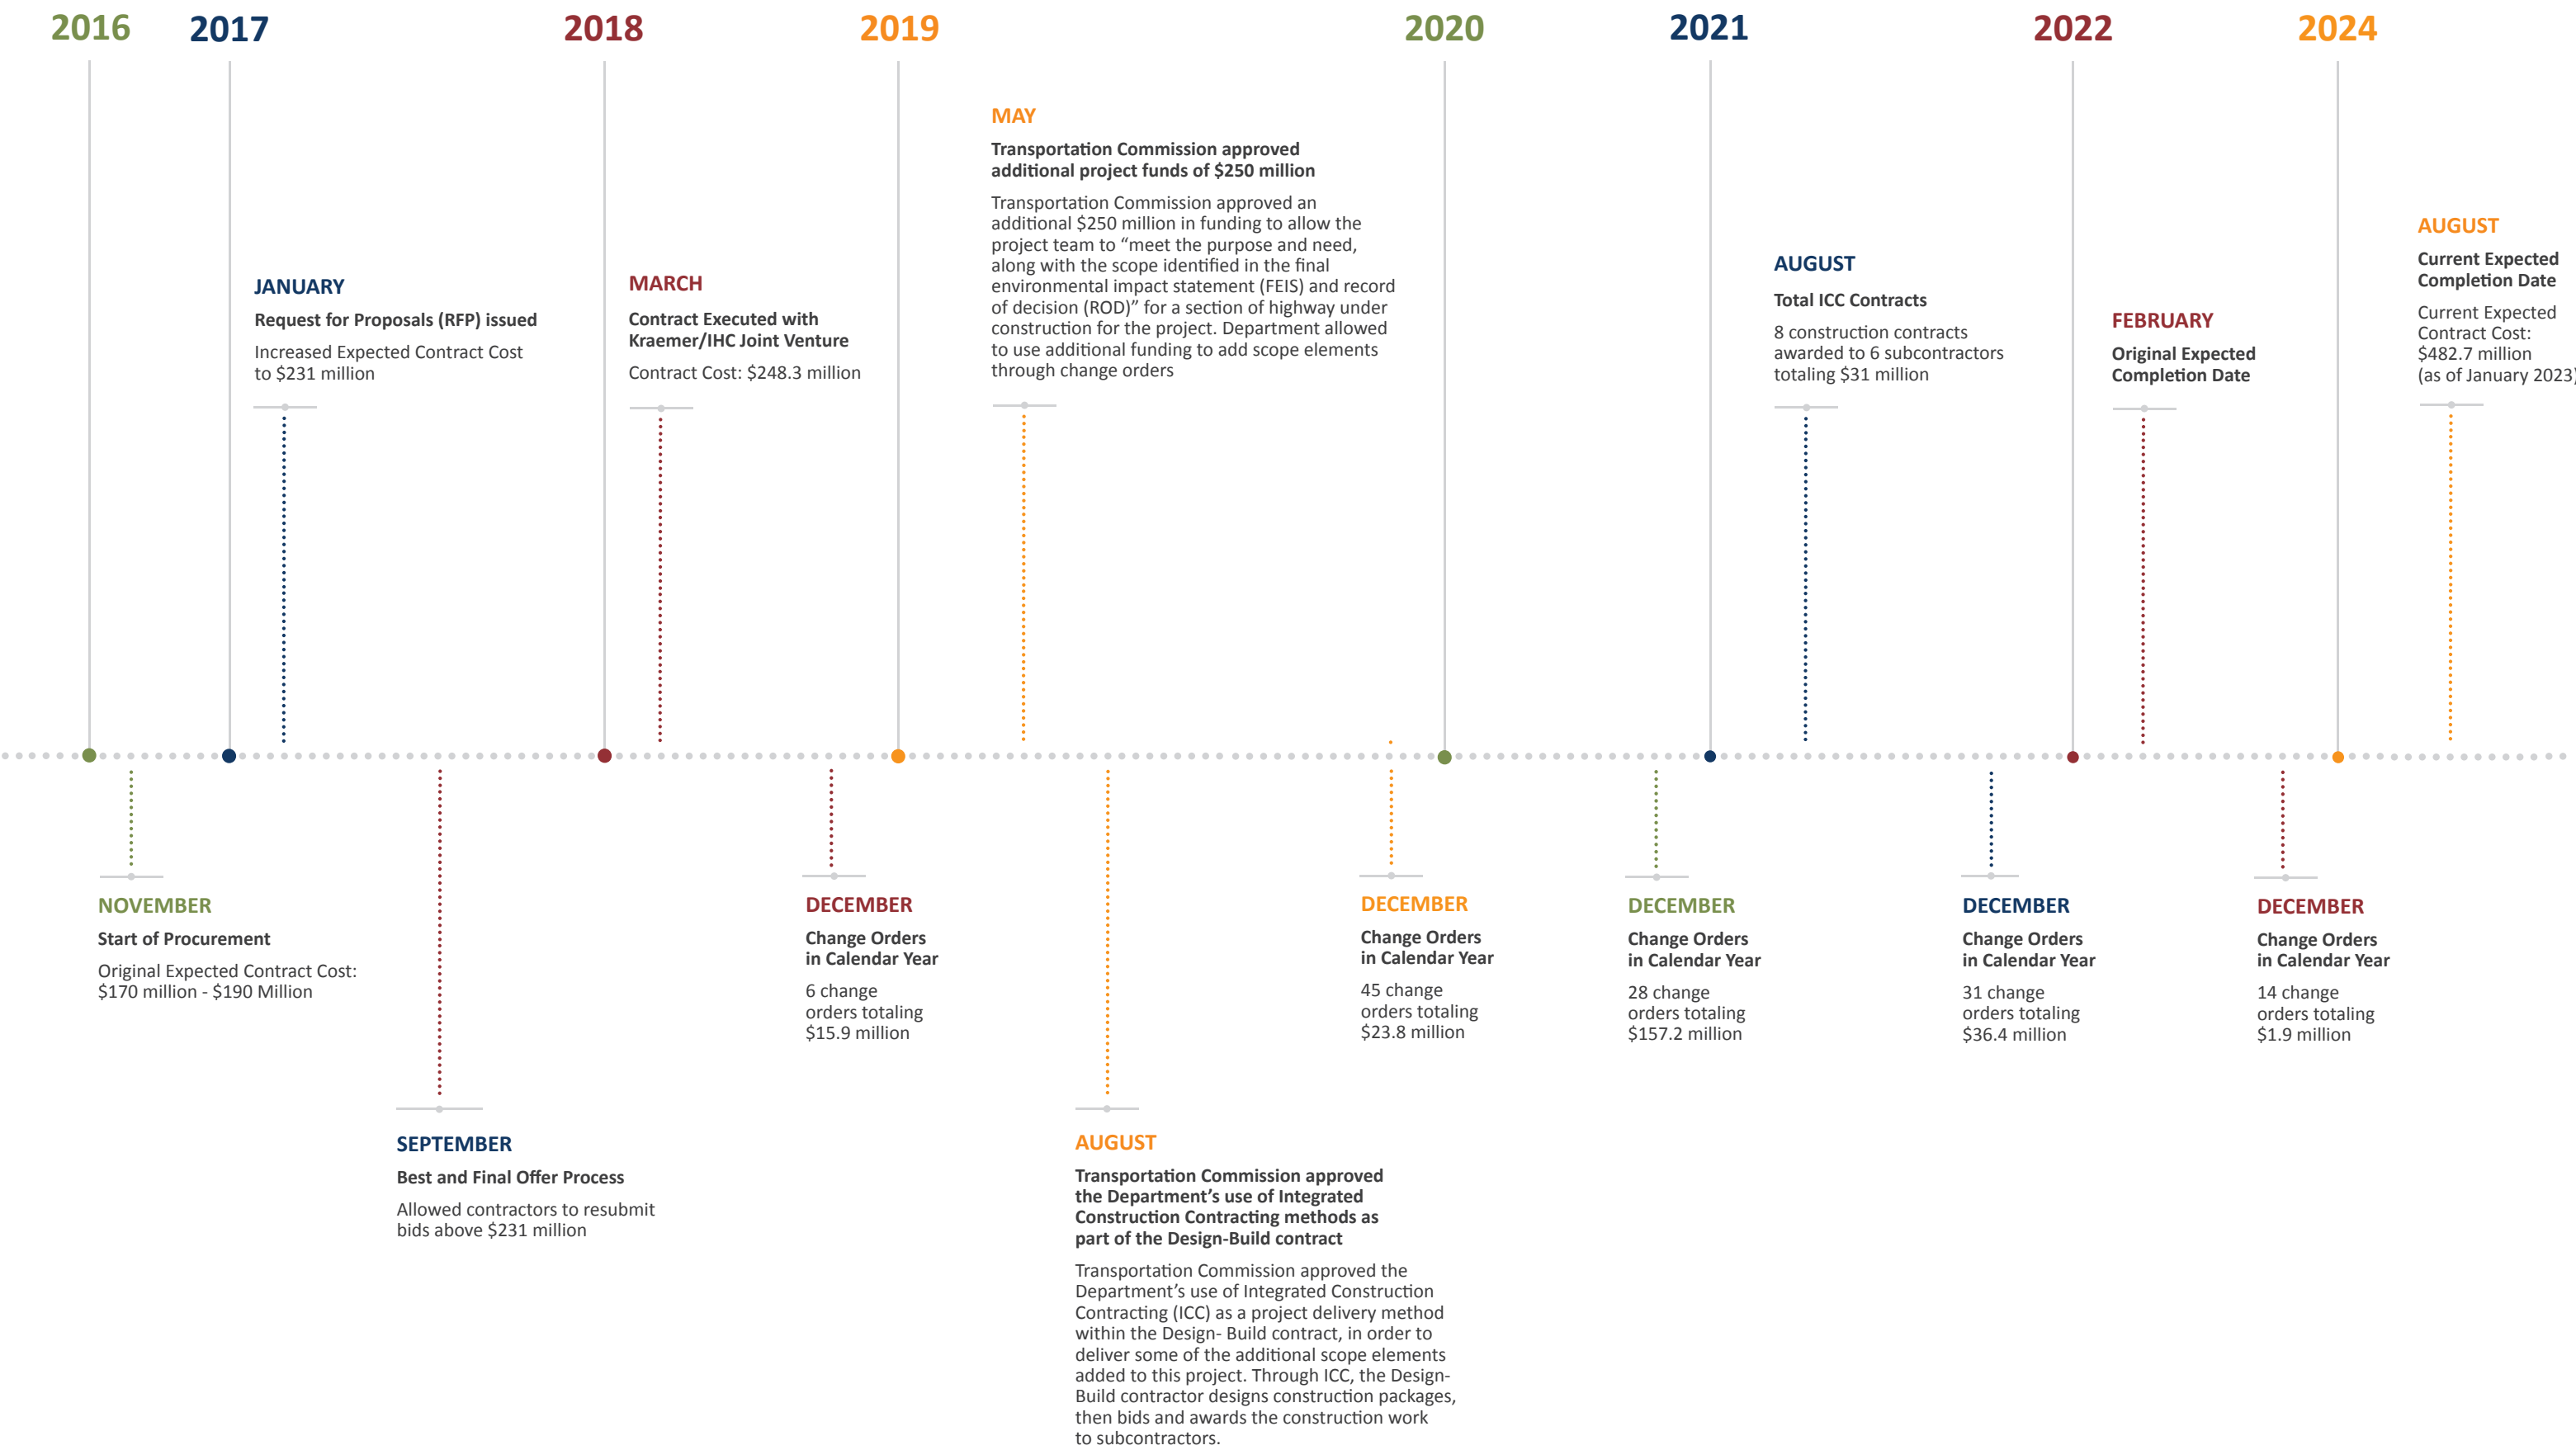 2016
2017
2018
2019
2020
2021
2022
2024
NOVEMBER
Start of Procurement
Original Expected Contract Cost:
$170 million - $190 Million
JANUARY
Request for Proposals (RFP) issued
Increased Expected Contract Cost
to $231 million
SEPTEMBER
Best and Final Offer Process
Allowed contractors to resubmit
bids above $231 million
MARCH
Contract Executed with
Kraemer/IHC Joint Venture
Contract Cost: $248.3 million
DECEMBER
Change Orders
in Calendar Year
6 change
orders totaling
$15.9 million
MAY
Transportation Commission approved
additional project funds of $250 million
Transportation Commission approved an
additional $250 million in funding to allow the
project team to “meet the purpose and need,
along with the scope identified in the final
environmental impact statement (FEIS) and record
of decision (ROD)” for a section of highway under
construction for the project. Department allowed
to use additional funding to add scope elements
through change orders
AUGUST
Transportation Commission approved
the Department’s use of Integrated
Construction Contracting methods as
part of the Design-Build contract
Transportation Commission approved the
Department’s use of Integrated Construction
Contracting (ICC) as a project delivery method
within the Design- Build contract, in order to
deliver some of the additional scope elements
added to this project. Through ICC, the Design-
Build contractor designs construction packages,
then bids and awards the construction work
to subcontractors.
DECEMBER
Change Orders
in Calendar Year
45 change
orders totaling
$23.8 million
DECEMBER
Change Orders
in Calendar Year
28 change
orders totaling
$157.2 million
AUGUST
Total ICC Contracts
8 construction contracts
awarded to 6 subcontractors
totaling $31 million
DECEMBER
Change Orders
in Calendar Year
31 change
orders totaling
$36.4 million
FEBRUARY
Original Expected
Completion Date
DECEMBER
Change Orders
in Calendar Year
14 change
orders totaling
$1.9 million
AUGUST
Current Expected
Completion Date
Current Expected
Contract Cost:
$482.7 million
(as of January 2023)